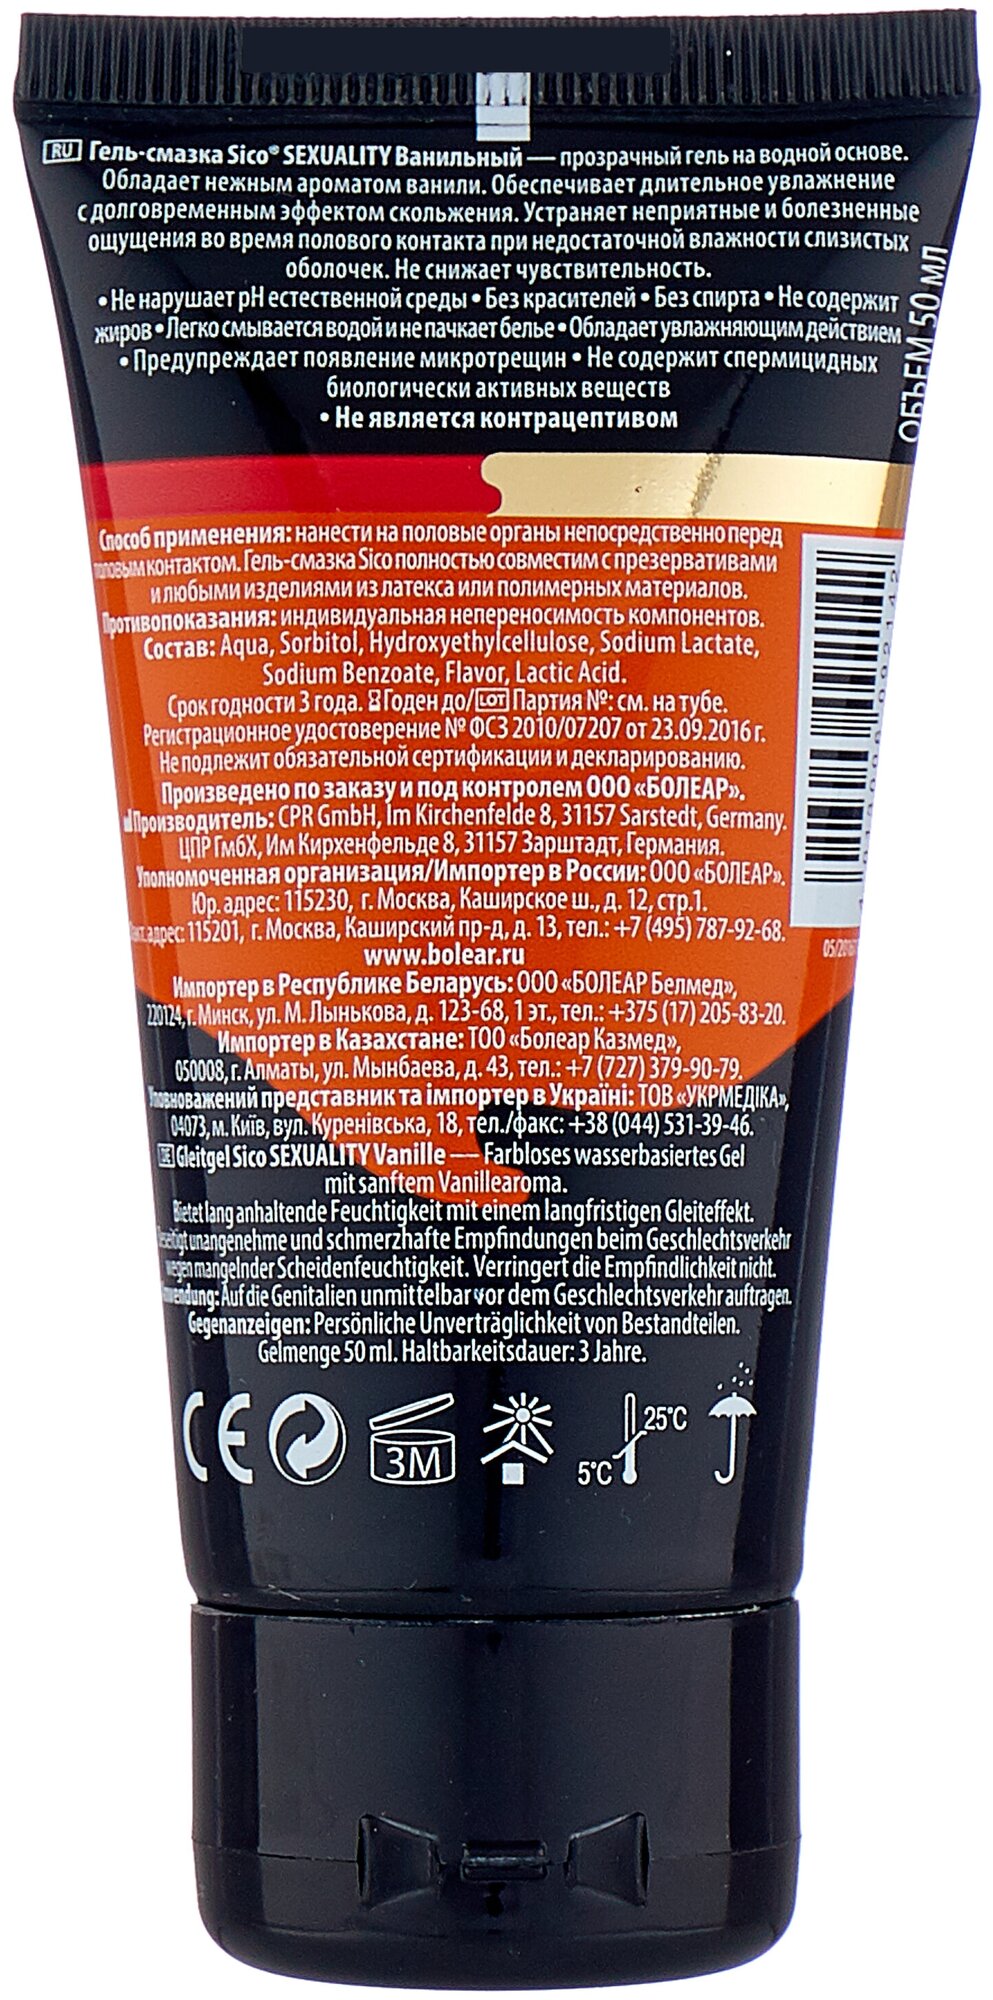 RU Гель-смазка Sico® SEXUALITY Ванильный — прозрачный гель на водной основе.
Обладает нежным ароматом ванили. Обеспечивает длительное увлажнение
с долговременным эффектом скольжения. Устраняет неприятные и болезненные
ощущения во время полового контакта при недостаточной влажности слизистых
оболочек. Не снижает чувствительность.
• Не нарушает pH естественной среды • Без красителей • Без спирта • Не содержит
жиров • Легко смывается водой и не пачкает белье • Обладает увлажняющим действием
• Предупреждает появление микротрещин • Не содержит спермицидных
биологически активных веществ
• Не является контрацептивом
ОБЪЕМ 50 МЛ
Способ применения: нанести на половые органы непосредственно перед
половым контактом. Гель-смазка Sico полностью совместим с презервативами
и любыми изделиями из латекса или полимерных материалов.
Противопоказания: индивидуальная непереносимость компонентов.
Состав: Aqua, Sorbitol, Hydroxyethylcellulose, Sodium Lactate,
Sodium Benzoate, Flavor, Lactic Acid.
Срок годности 3 года. Годен до/LOT Партия №: см. на тубе.
Регистрационное удостоверение № ФСЗ 2010/07207 от 23.09.2016 г.
Не подлежит обязательной сертификации и декларированию.
Произведено по заказу и под контролем ООО «БОЛЕАР».
Производитель: CPR GmbH, Im Kirchenfelde 8, 31157 Sarstedt, Germany.
ЦПР ГмбХ, Им Кирхенфельде 8, 31157 Зарштадт, Германия.
Уполномоченная организация/Импортер в России: ООО «БОЛЕАР».
Юр. адрес: 115230, г. Москва, Каширское ш., д. 12, стр.1.
адрес: 115201, г. Москва, Каширский пр-д, д. 13, тел.: +7 (495) 787-92-68.
www.bolear.ru
Импортер в Республике Беларусь: ООО «БОЛЕАР Белмед»,
220124, г. Минск, ул. М. Лынькова, д. 123-68, 1 эт., тел.: +375 (17) 205-83-20.
Импортер в Казахстане: ТОО «Болеар Казмед»,
050008, г. Алматы, ул. Мынбаева, д. 43, тел.: +7 (727) 379-90-79.
Уповноважений представник та імпортер в Україні: ТОВ «УКРМЕДІКА»,
04073, м. Київ, вул. Куренівська, 18, тел./факс: +38 (044) 531-39-46.
DE Gleitgel Sico SEXUALITY Vanille — Farbloses wasserbasiertes Gel
mit sanftem Vanillearoma.
Bietet lang anhaltende Feuchtigkeit mit einem langfristigen Gleiteffekt.
Beseitigt unangenehme und schmerzhafte Empfindungen beim Geschlechtsverkehr
wegen mangelnder Scheidenfeuchtigkeit. Verringert die Empfindlichkeit nicht.
Anwendung: Auf die Genitalien unmittelbar vor dem Geschlechtsverkehr auftragen.
Gegenanzeigen: Persönliche Unverträglichkeit von Bestandteilen.
Gelmenge 50 ml. Haltbarkeitsdauer: 3 Jahre.
CE 3M 5°C 25°C